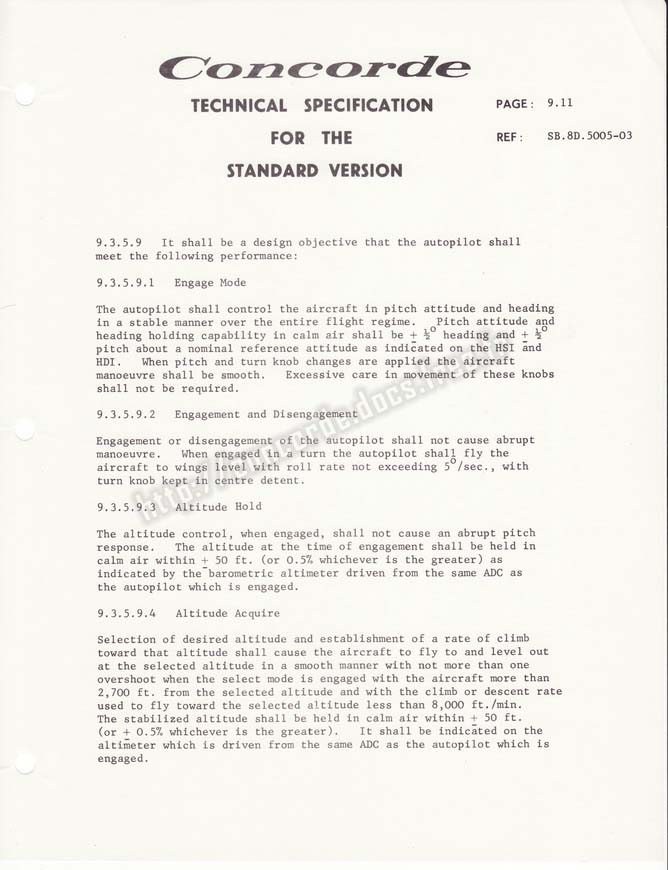 Concorde
TECHNICAL SPECIFICATION
FOR THE
STANDARD VERSION
PAGE: 9.11
REF: SB.8D.5005-03
9.3.5.9 It shall be a design objective that the autopilot shall
meet the following performance:
9.3.5.9.1 Engage Mode
The autopilot shall control the aircraft in pitch attitude and heading
in a stable manner over the entire flight regime. Pitch attitude and
heading holding capability in calm air shall be ± ½° heading and ± ½°
pitch about a nominal reference attitude as indicated on the HSI and
HDI. When pitch and turn knob changes are applied the aircraft
manoeuvre shall be smooth. Excessive care in movement of these knobs
shall not be required.
9.3.5.9.2 Engagement and Disengagement
Engagement or disengagement of the autopilot shall not cause abrupt
manoeuvre. When engaged in a turn the autopilot shall fly the
aircraft to wings level with roll rate not exceeding 5°/sec., with
turn knob kept in centre detent.
9.3.5.9.3 Altitude Hold
The altitude control, when engaged, shall not cause an abrupt pitch
response. The altitude at the time of engagement shall be held in
calm air within ± 50 ft. (or 0.5% whichever is the greater) as
indicated by the barometric altimeter driven from the same ADC as
the autopilot which is engaged.
9.3.5.9.4 Altitude Acquire
Selection of desired altitude and establishment of a rate of climb
toward that altitude shall cause the aircraft to fly to and level out
at the selected altitude in a smooth manner with not more than one
overshoot when the select mode is engaged with the aircraft more than
2,700 ft. from the selected altitude and with the climb or descent rate
used to fly toward the selected altitude less than 8,000 ft./min.
The stabilized altitude shall be held in calm air within ± 50 ft.
(or ± 0.5% whichever is the greater). It shall be indicated on the
altimeter which is driven from the same ADC as the autopilot which is
engaged.